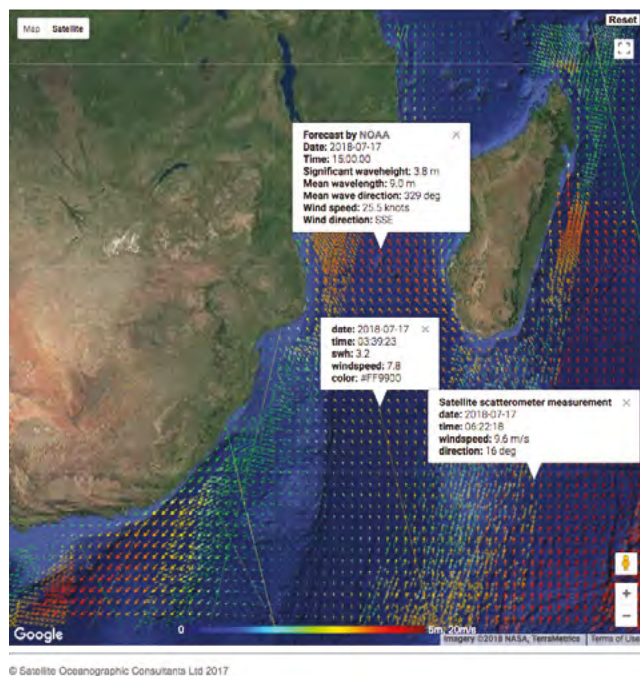 Map Satellite
Reset
Forecast by NOAA
Date: 2018-07-17
Time: 15:00:00
Significant waveheight: 3.8 m
Mean wavelength: 9.0 m
Mean wave direction: 329 deg
Wind speed: 25.5 knots
Wind direction: SSE
date: 2018-07-17
time: 03:39:23
swh: 3.2
windspeed: 7.8
color: #FF9900
Satellite scatterometer measurement
date: 2018-07-17
time: 06:22:18
windspeed: 9.6 m/s
direction: 16 deg
Google
0
5m, 20m/s
Imagery ©2018 NASA, TerraMetrics
Terms of Use
© Satellite Oceanographic Consultants Ltd 2017